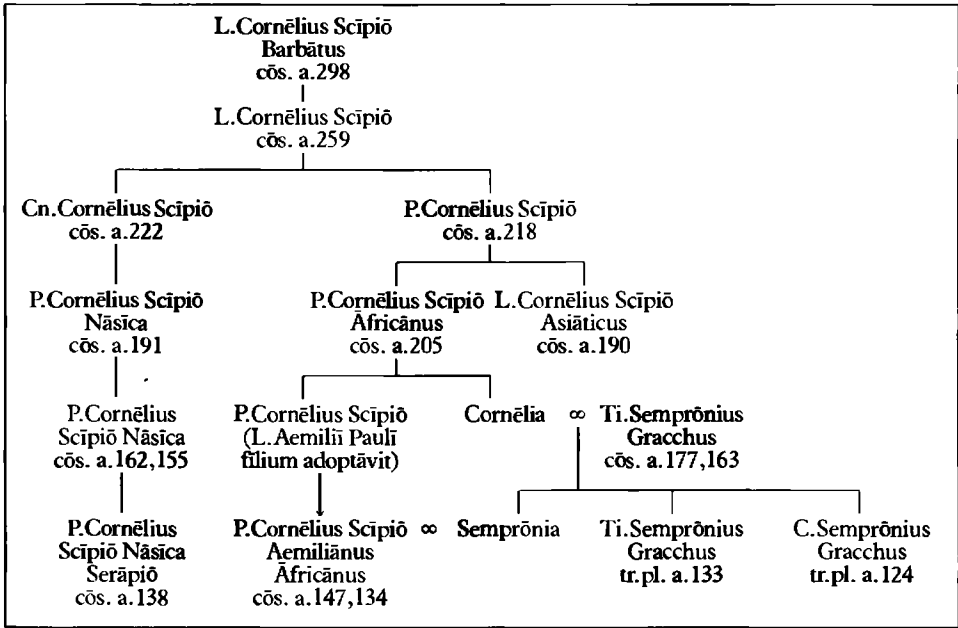 L.Cornēlius Scīpiō
Barbātus
cōs. a.298
L.Cornēlius Scīpiō
cōs. a.259
Cn.Cornēlius Scīpiō
cōs. a.222
P.Cornēlius Scīpiō
cōs. a.218
P.Cornēlius Scīpiō
Nāsīca
cōs. a.191
P.Cornēlius Scīpiō
Āfricānus
cōs. a.205
L.Cornēlius Scīpiō
Asiāticus
cōs. a.190
P.Cornēlius
Scīpiō Nāsīca
cōs. a.162,155
P.Cornēlius Scīpiō
(L.Aemiliī Paulī
fīlium adoptāvit)
Cornēlia ∞ Ti.Semprōnius
Gracchus
cōs. a.177,163
P.Cornēlius
Scīpiō Nāsīca
Serāpiō
cōs. a.138
P.Cornēlius Scīpiō ∞ Semprōnia
Aemiliānus
Āfricānus
cōs. a.147,134
Ti.Semprōnius
Gracchus
tr.pl. a.133
C.Semprōnius
Gracchus
tr.pl. a.124